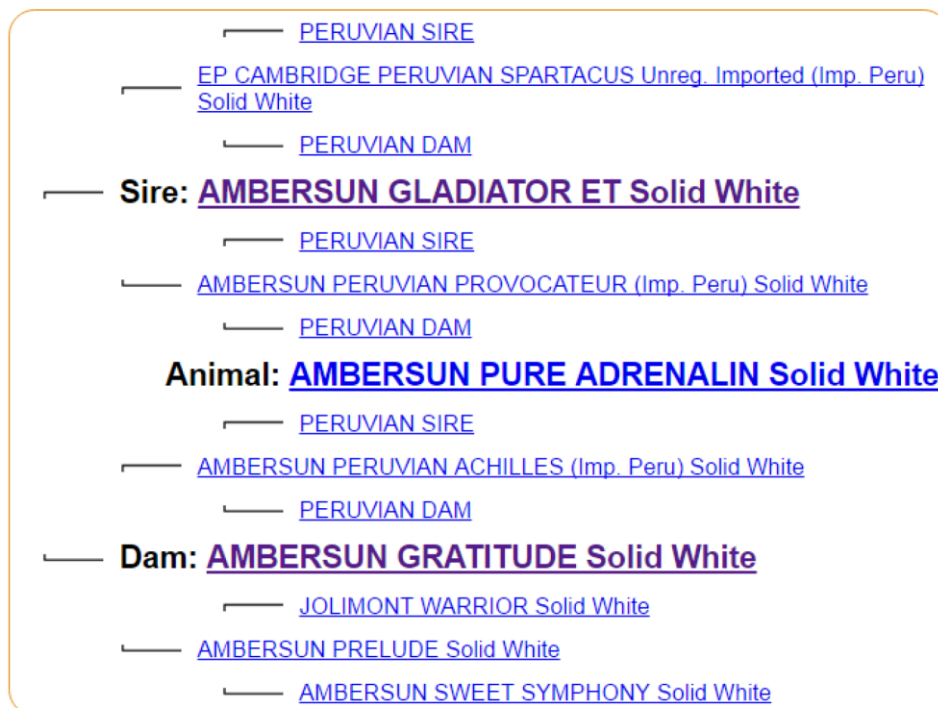 PERUVIAN SIRE
EP CAMBRIDGE PERUVIAN SPARTACUS Unreg. Imported (Imp. Peru)
Solid White
PERUVIAN DAM
Sire: AMBERSUN GLADIATOR ET Solid White
PERUVIAN SIRE
AMBERSUN PERUVIAN PROVOCATEUR (Imp. Peru) Solid White
PERUVIAN DAM
Animal: AMBERSUN PURE ADRENALIN Solid White
PERUVIAN SIRE
AMBERSUN PERUVIAN ACHILLES (Imp. Peru) Solid White
PERUVIAN DAM
Dam: AMBERSUN GRATITUDE Solid White
JOLIMONT WARRIOR Solid White
AMBERSUN PRELUDE Solid White
AMBERSUN SWEET SYMPHONY Solid White